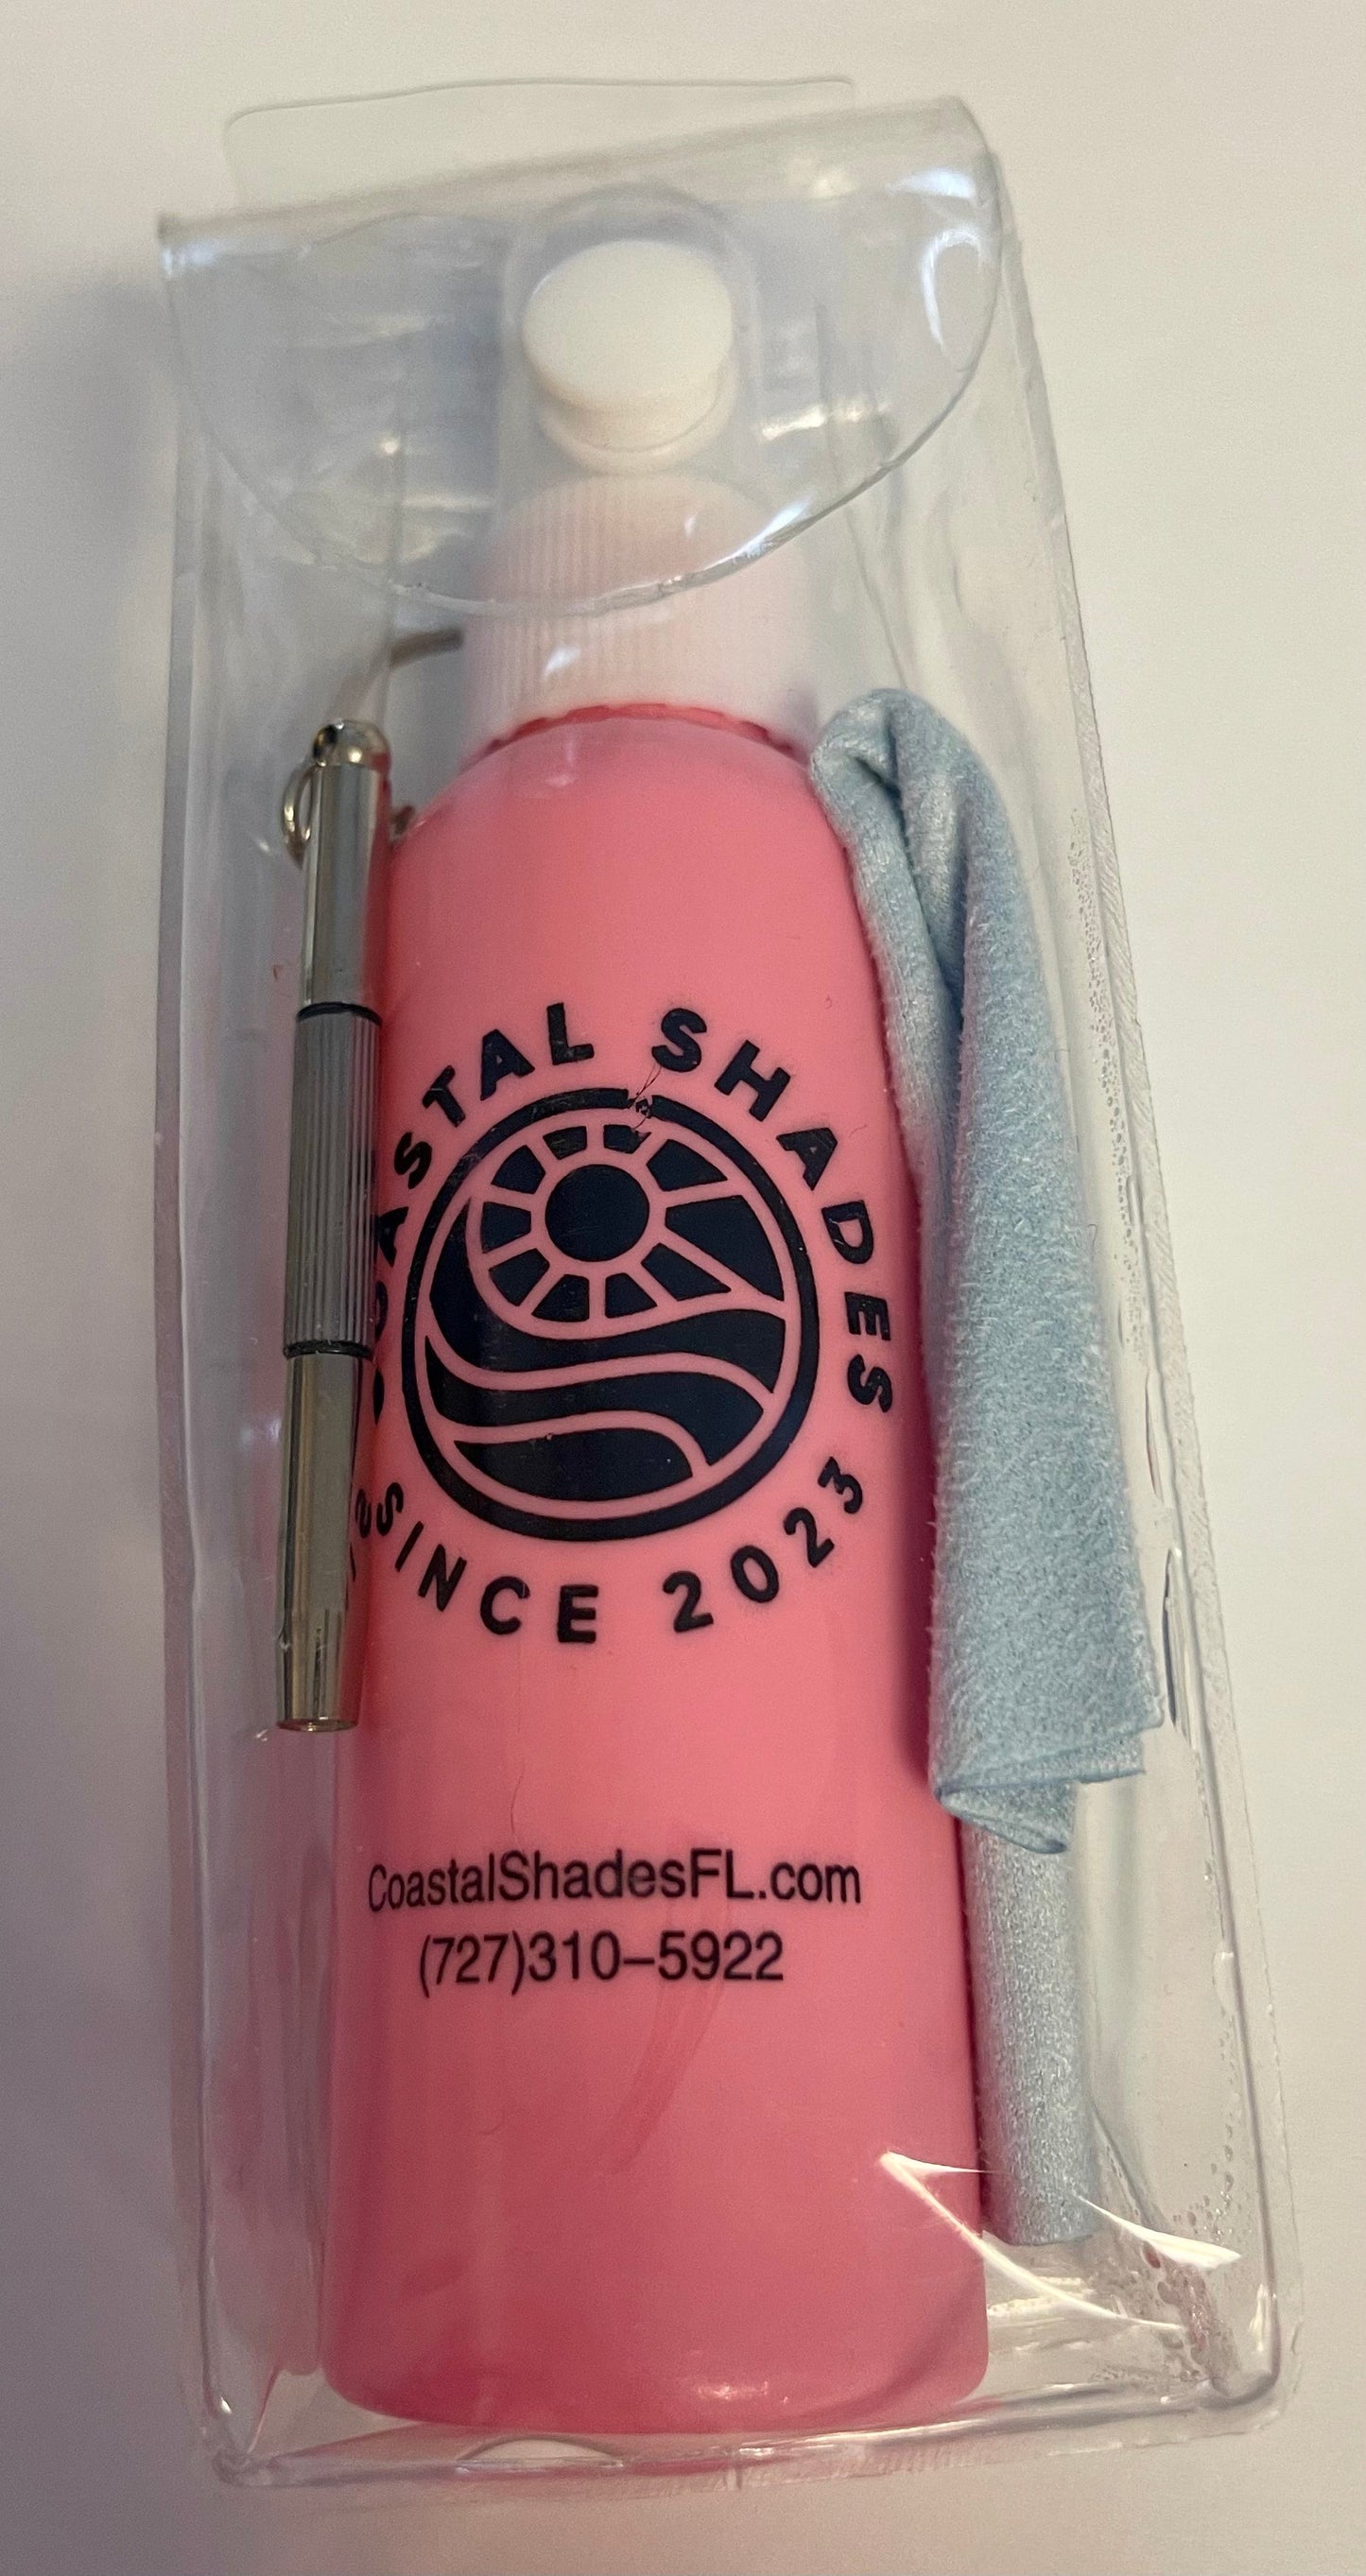 COASTAL SHADES
SINCE 2023
CoastalShadesFL.com
(727)310–5922